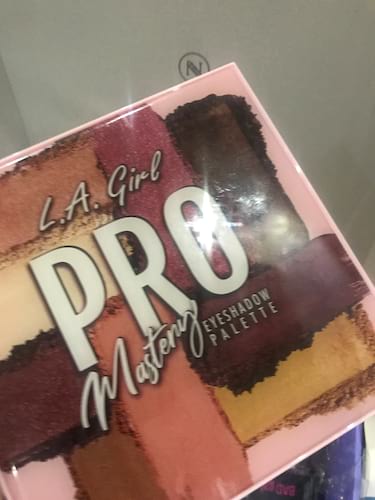 L.A. Girl
PRO
Mastery
EYESHADOW
PALETTE